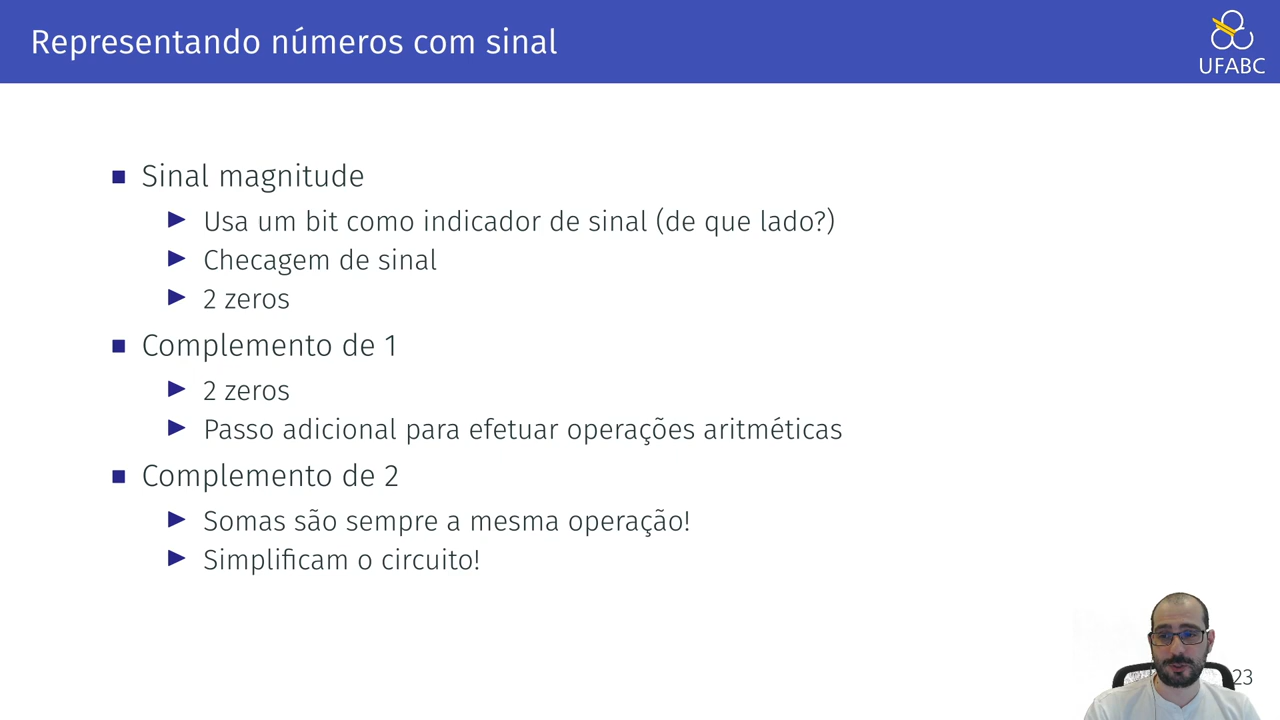 Representando números com sinal
UFABC
Sinal magnitude
Usa um bit como indicador de sinal (de que lado?)
Checagem de sinal
2 zeros
Complemento de 1
2 zeros
Passo adicional para efetuar operações aritméticas
Complemento de 2
Somas são sempre a mesma operação!
Simplificam o circuito!
23